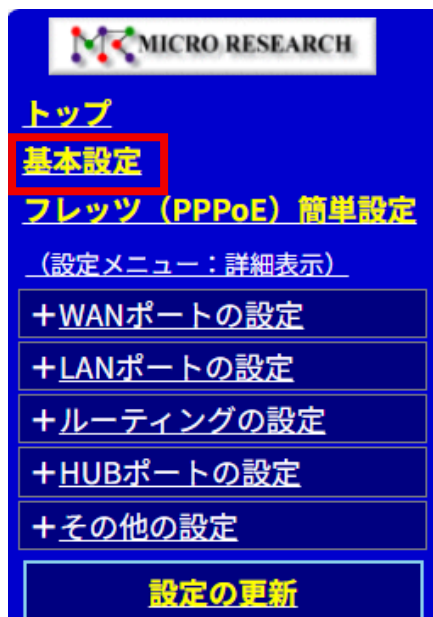 MICRO RESEARCH
トップ
基本設定
フレッツ（PPPoE）簡単設定
（設定メニュー：詳細表示）
＋WANポートの設定
＋LANポートの設定
＋ルーティングの設定
＋HUBポートの設定
＋その他の設定
設定の更新